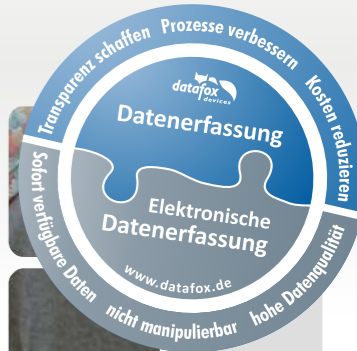 Transparenz schaffen
Prozesse verbessern
Kosten reduzieren
datafox
devices
Datenerfassung
Elektronische
Datenerfassung
www.datafox.de
Sofort verfügbare Daten
nicht manipulierbar
hohe Datenqualität